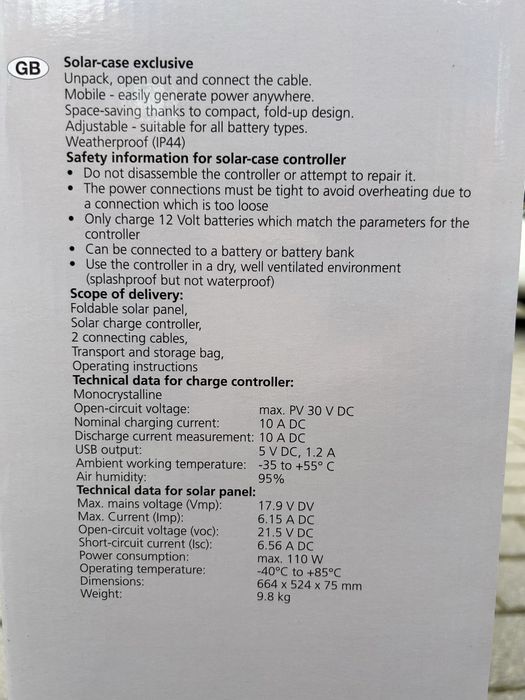 GB
Solar-case exclusive
Unpack, open out and connect the cable.
Mobile - easily generate power anywhere.
Space-saving thanks to compact, fold-up design.
Adjustable - suitable for all battery types.
Weatherproof (IP44)
Safety information for solar-case controller
• Do not disassemble the controller or attempt to repair it.
• The power connections must be tight to avoid overheating due to
a connection which is too loose
• Only charge 12 Volt batteries which match the parameters for the
controller
• Can be connected to a battery or battery bank
• Use the controller in a dry, well ventilated environment
(splashproof but not waterproof)
Scope of delivery:
Foldable solar panel,
Solar charge controller,
2 connecting cables,
Transport and storage bag,
Operating instructions
Technical data for charge controller:
Monocrystalline
Open-circuit voltage: max. PV 30 V DC
Nominal charging current: 10 A DC
Discharge current measurement: 10 A DC
USB output: 5 V DC, 1.2 A
Ambient working temperature: -35 to +55° C
Air humidity: 95%
Technical data for solar panel:
Max. mains voltage (Vmp): 17.9 V DV
Max. Current (Imp): 6.15 A DC
Open-circuit voltage (voc): 21.5 V DC
Short-circuit current (Isc): 6.56 A DC
Power consumption: max. 110 W
Operating temperature: -40°C to +85°C
Dimensions: 664 x 524 x 75 mm
Weight: 9.8 kg